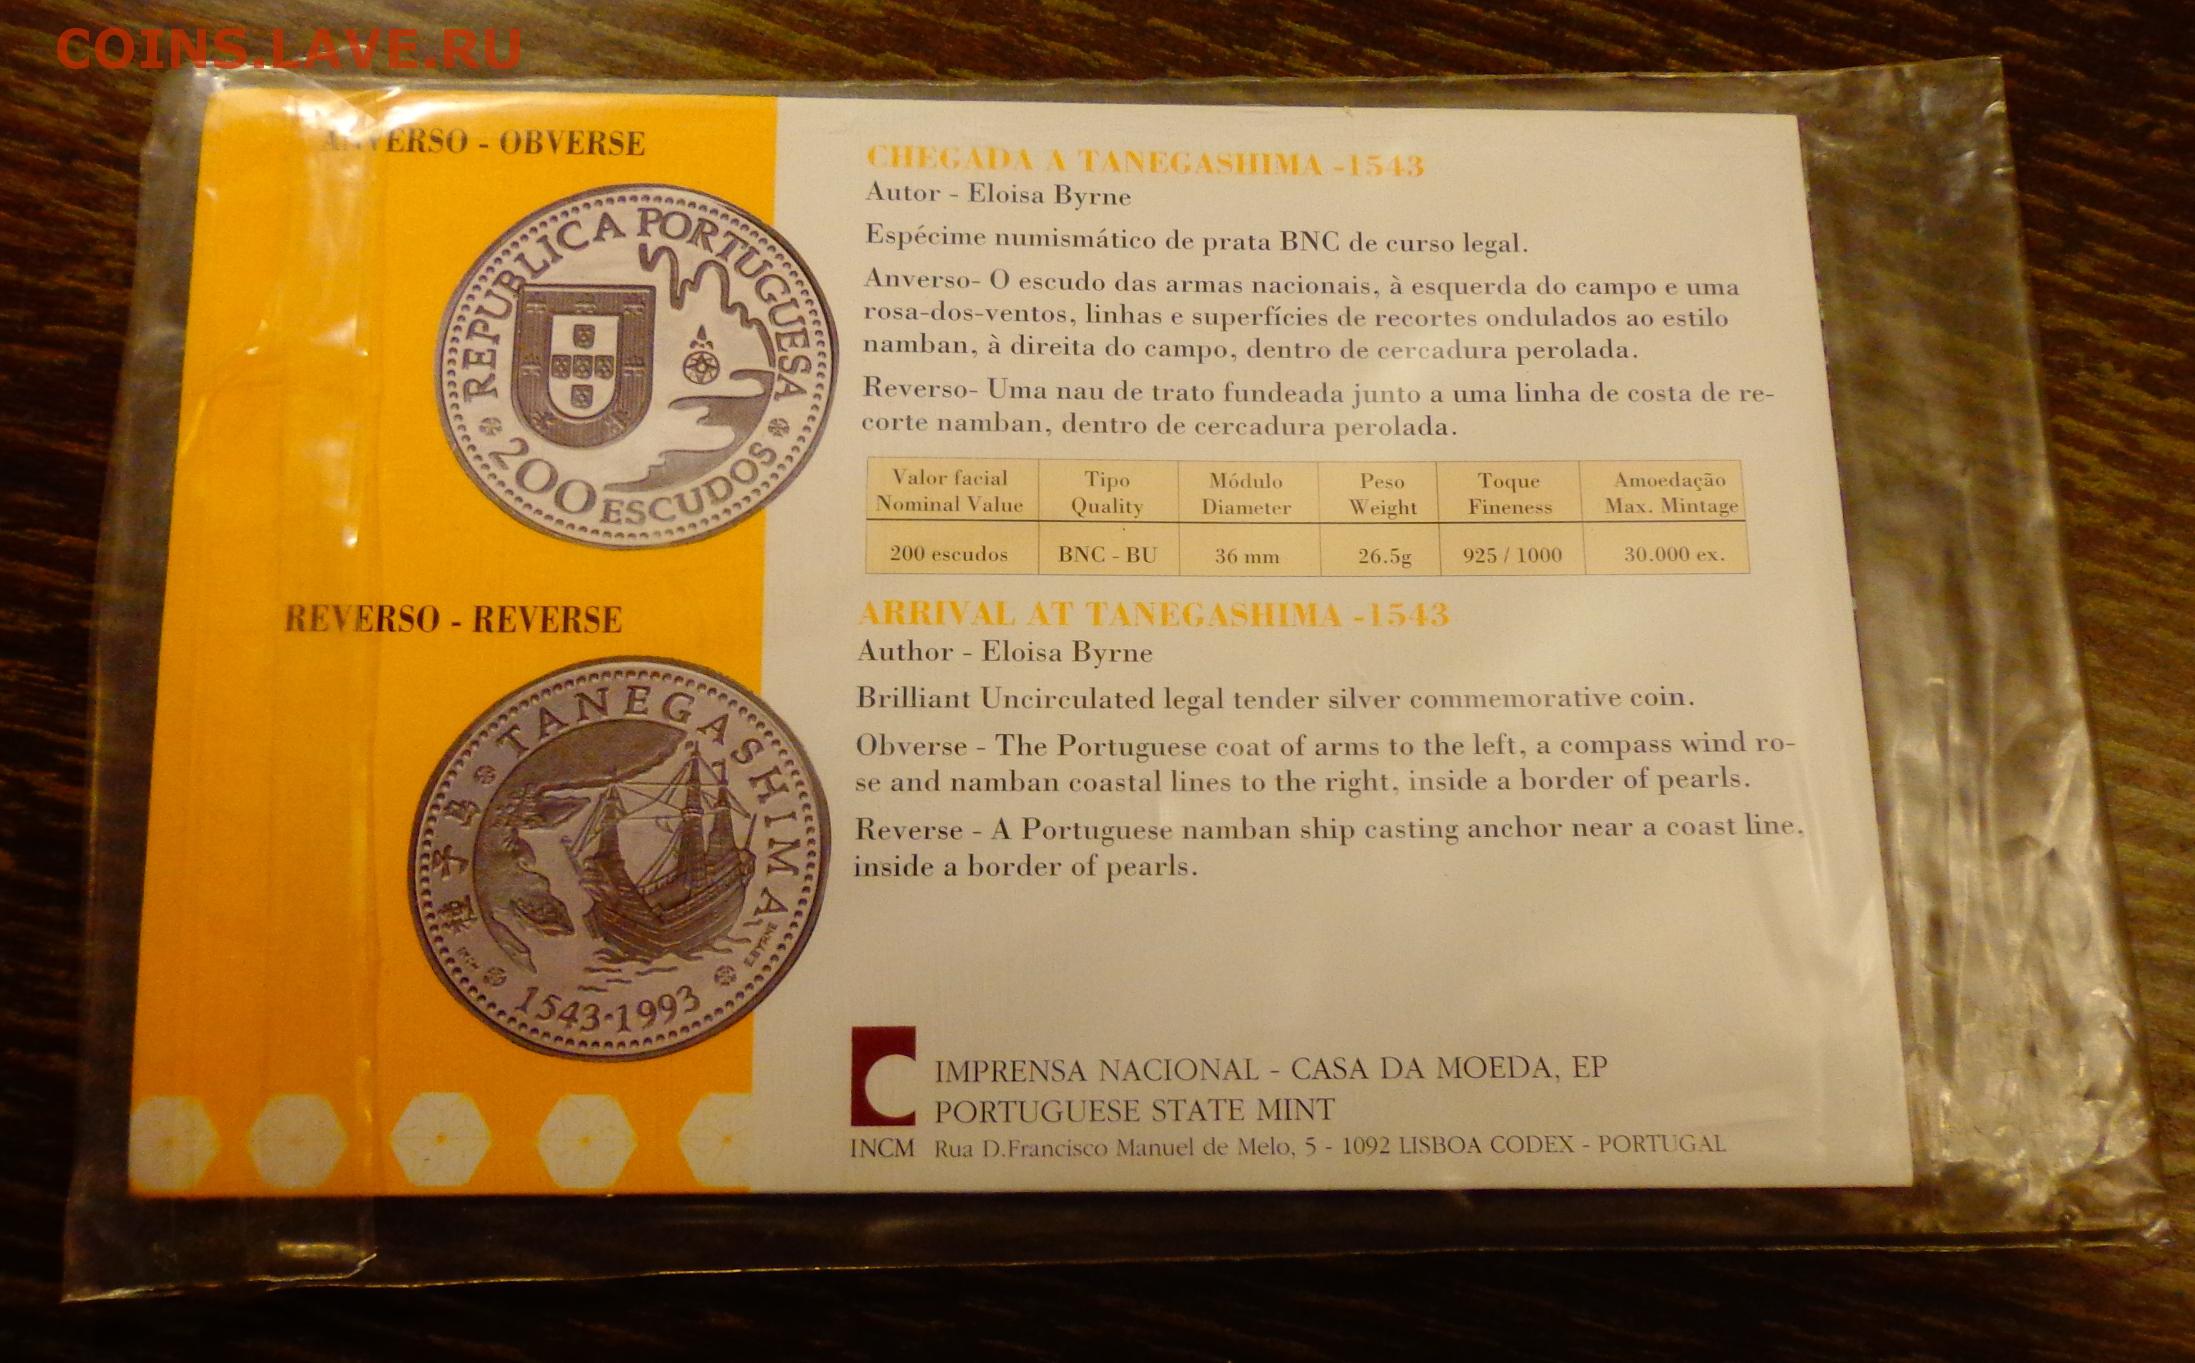 COINS.LAVE.RU
ANVERSO - OBVERSE
REPUBLICA PORTUGUESA
200 ESCUDOS
REVERSO - REVERSE
TANEGASHIMA
種子島
INCM
E.BYRNE
1543·1993
CHEGADA A TANEGASHIMA -1543
Autor - Eloisa Byrne
Espécime numismático de prata BNC de curso legal.
Anverso- O escudo das armas nacionais, à esquerda do campo e uma
rosa-dos-ventos, linhas e superfícies de recortes ondulados ao estilo
namban, à direita do campo, dentro de cercadura perolada.
Reverso- Uma nau de trato fundeada junto a uma linha de costa de re-
corte namban, dentro de cercadura perolada.
Valor facial Tipo Módulo Peso Toque Amoedação
Nominal Value Quality Diameter Weight Fineness Max. Mintage
200 escudos BNC - BU 36 mm 26.5g 925 / 1000 30.000 ex.
ARRIVAL AT TANEGASHIMA -1543
Author - Eloisa Byrne
Brilliant Uncirculated legal tender silver commemorative coin.
Obverse - The Portuguese coat of arms to the left, a compass wind ro-
se and namban coastal lines to the right, inside a border of pearls.
Reverse - A Portuguese namban ship casting anchor near a coast line,
inside a border of pearls.
IMPRENSA NACIONAL - CASA DA MOEDA, EP
PORTUGUESE STATE MINT
INCM Rua D.Francisco Manuel de Melo, 5 - 1092 LISBOA CODEX - PORTUGAL